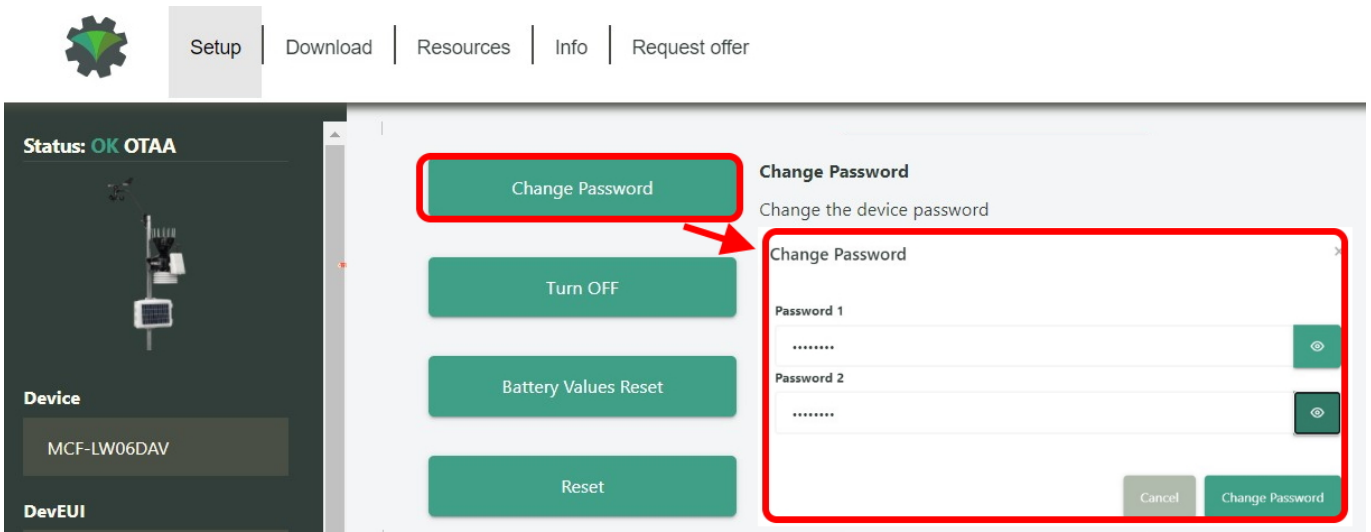 Setup
Download
Resources
Info
Request offer
Status: OK OTAA
Device
MCF-LW06DAV
DevEUI
Change Password
Turn OFF
Battery Values Reset
Reset
Change Password
Change the device password
Change Password
×
Password 1
••••••••
Password 2
••••••••
Cancel
Change Password